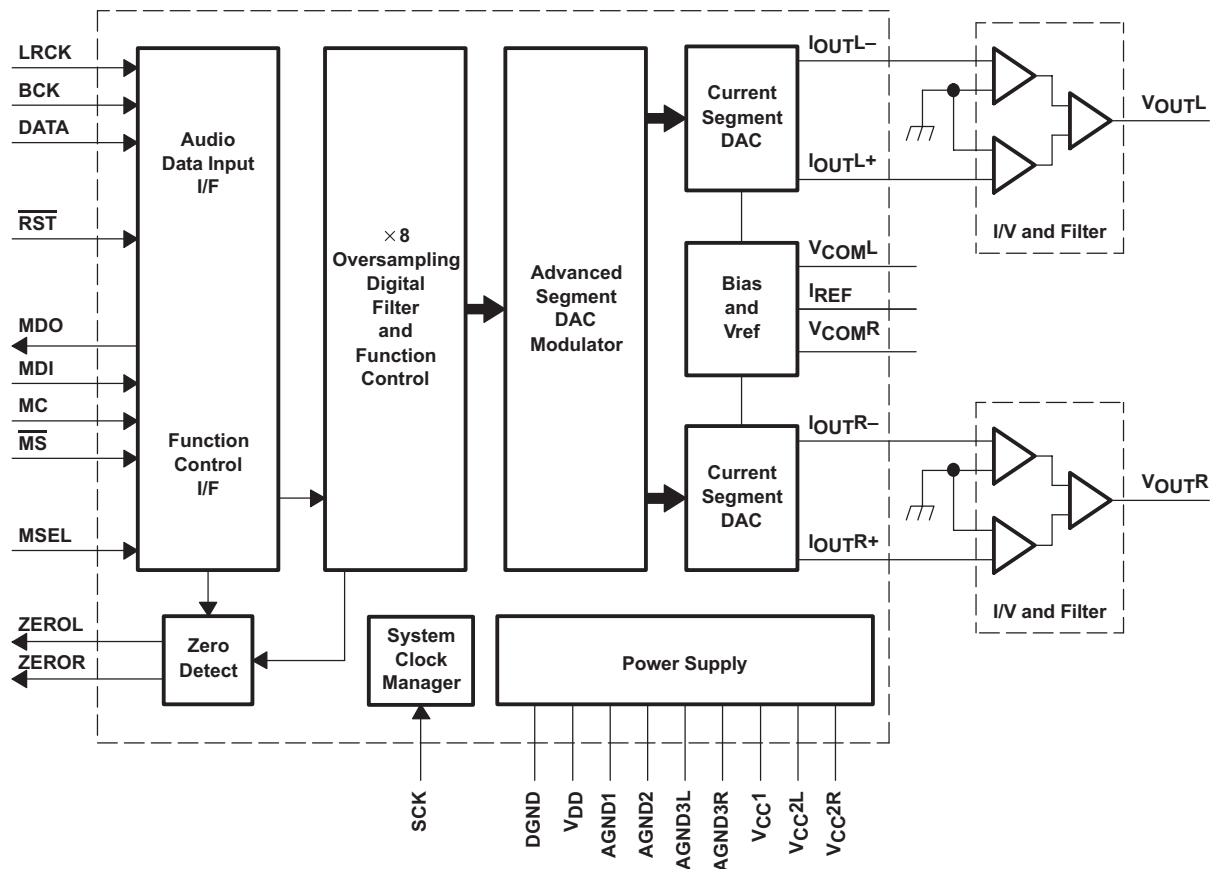 LRCK
BCK
DATA
RST
MDO
MDI
MC
MS
MSEL
ZEROL
ZEROR
Audio
Data Input
I/F
Function
Control
I/F
×8
Oversampling
Digital
Filter
and
Function
Control
Advanced
Segment
DAC
Modulator
Current
Segment
DAC
Bias
and
Vref
Current
Segment
DAC
IOUTL–
IOUTL+
VCOML
IREF
VCOMR
IOUTR–
IOUTR+
I/V and Filter
VOUTL
I/V and Filter
VOUTR
Zero
Detect
System
Clock
Manager
Power Supply
SCK
DGND
VDD
AGND1
AGND2
AGND3L
AGND3R
VCC1
VCC2L
VCC2R